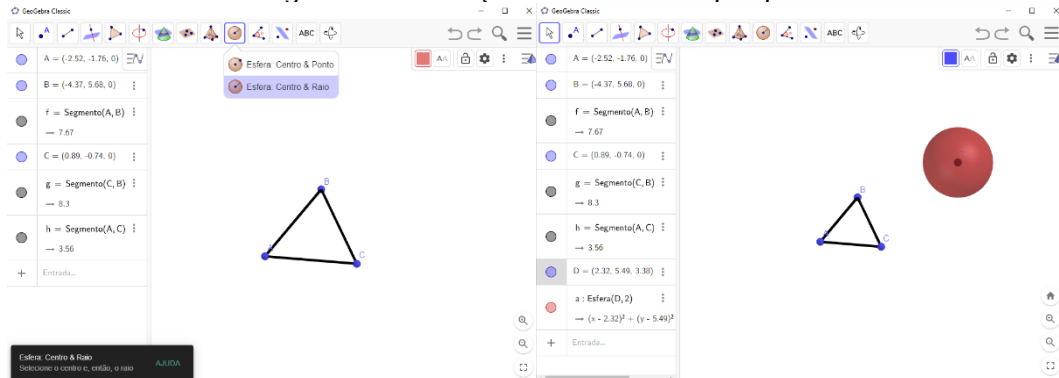 GeoGebra Classic
ABC
Esfera: Centro & Ponto
Esfera: Centro & Raio
AA
A = (-2.52, -1.76, 0)
B = (-4.37, 5.68, 0)
f = Segmento(A, B)
→ 7.67
C = (0.89, -0.74, 0)
g = Segmento(C, B)
→ 8.3
h = Segmento(A, C)
→ 3.56
+ Entrada...
B
A
C
Esfera: Centro & Raio
Selecione o centro e, então, o raio
AJUDA
GeoGebra Classic
ABC
AA
A = (-2.52, -1.76, 0)
B = (-4.37, 5.68, 0)
f = Segmento(A, B)
→ 7.67
C = (0.89, -0.74, 0)
g = Segmento(C, B)
→ 8.3
h = Segmento(A, C)
→ 3.56
D = (2.32, 5.49, 3.38)
a : Esfera(D, 2)
→ (x - 2.32)² + (y - 5.49)²
+ Entrada...
B
A
C